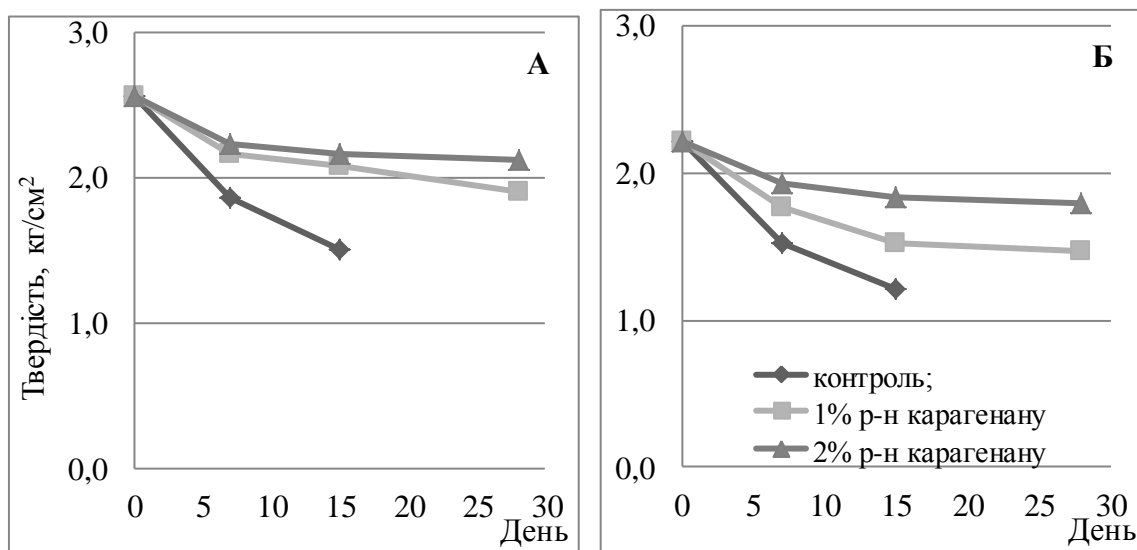 3,0
А
2,0
1,0
0,0
Твердість, кг/см²
0 5 10 15 20 25 30
День
3,0
Б
2,0
1,0
0,0
контроль;
1% р-н карагенану
2% р-н карагенану
0 5 10 15 20 25 30
День